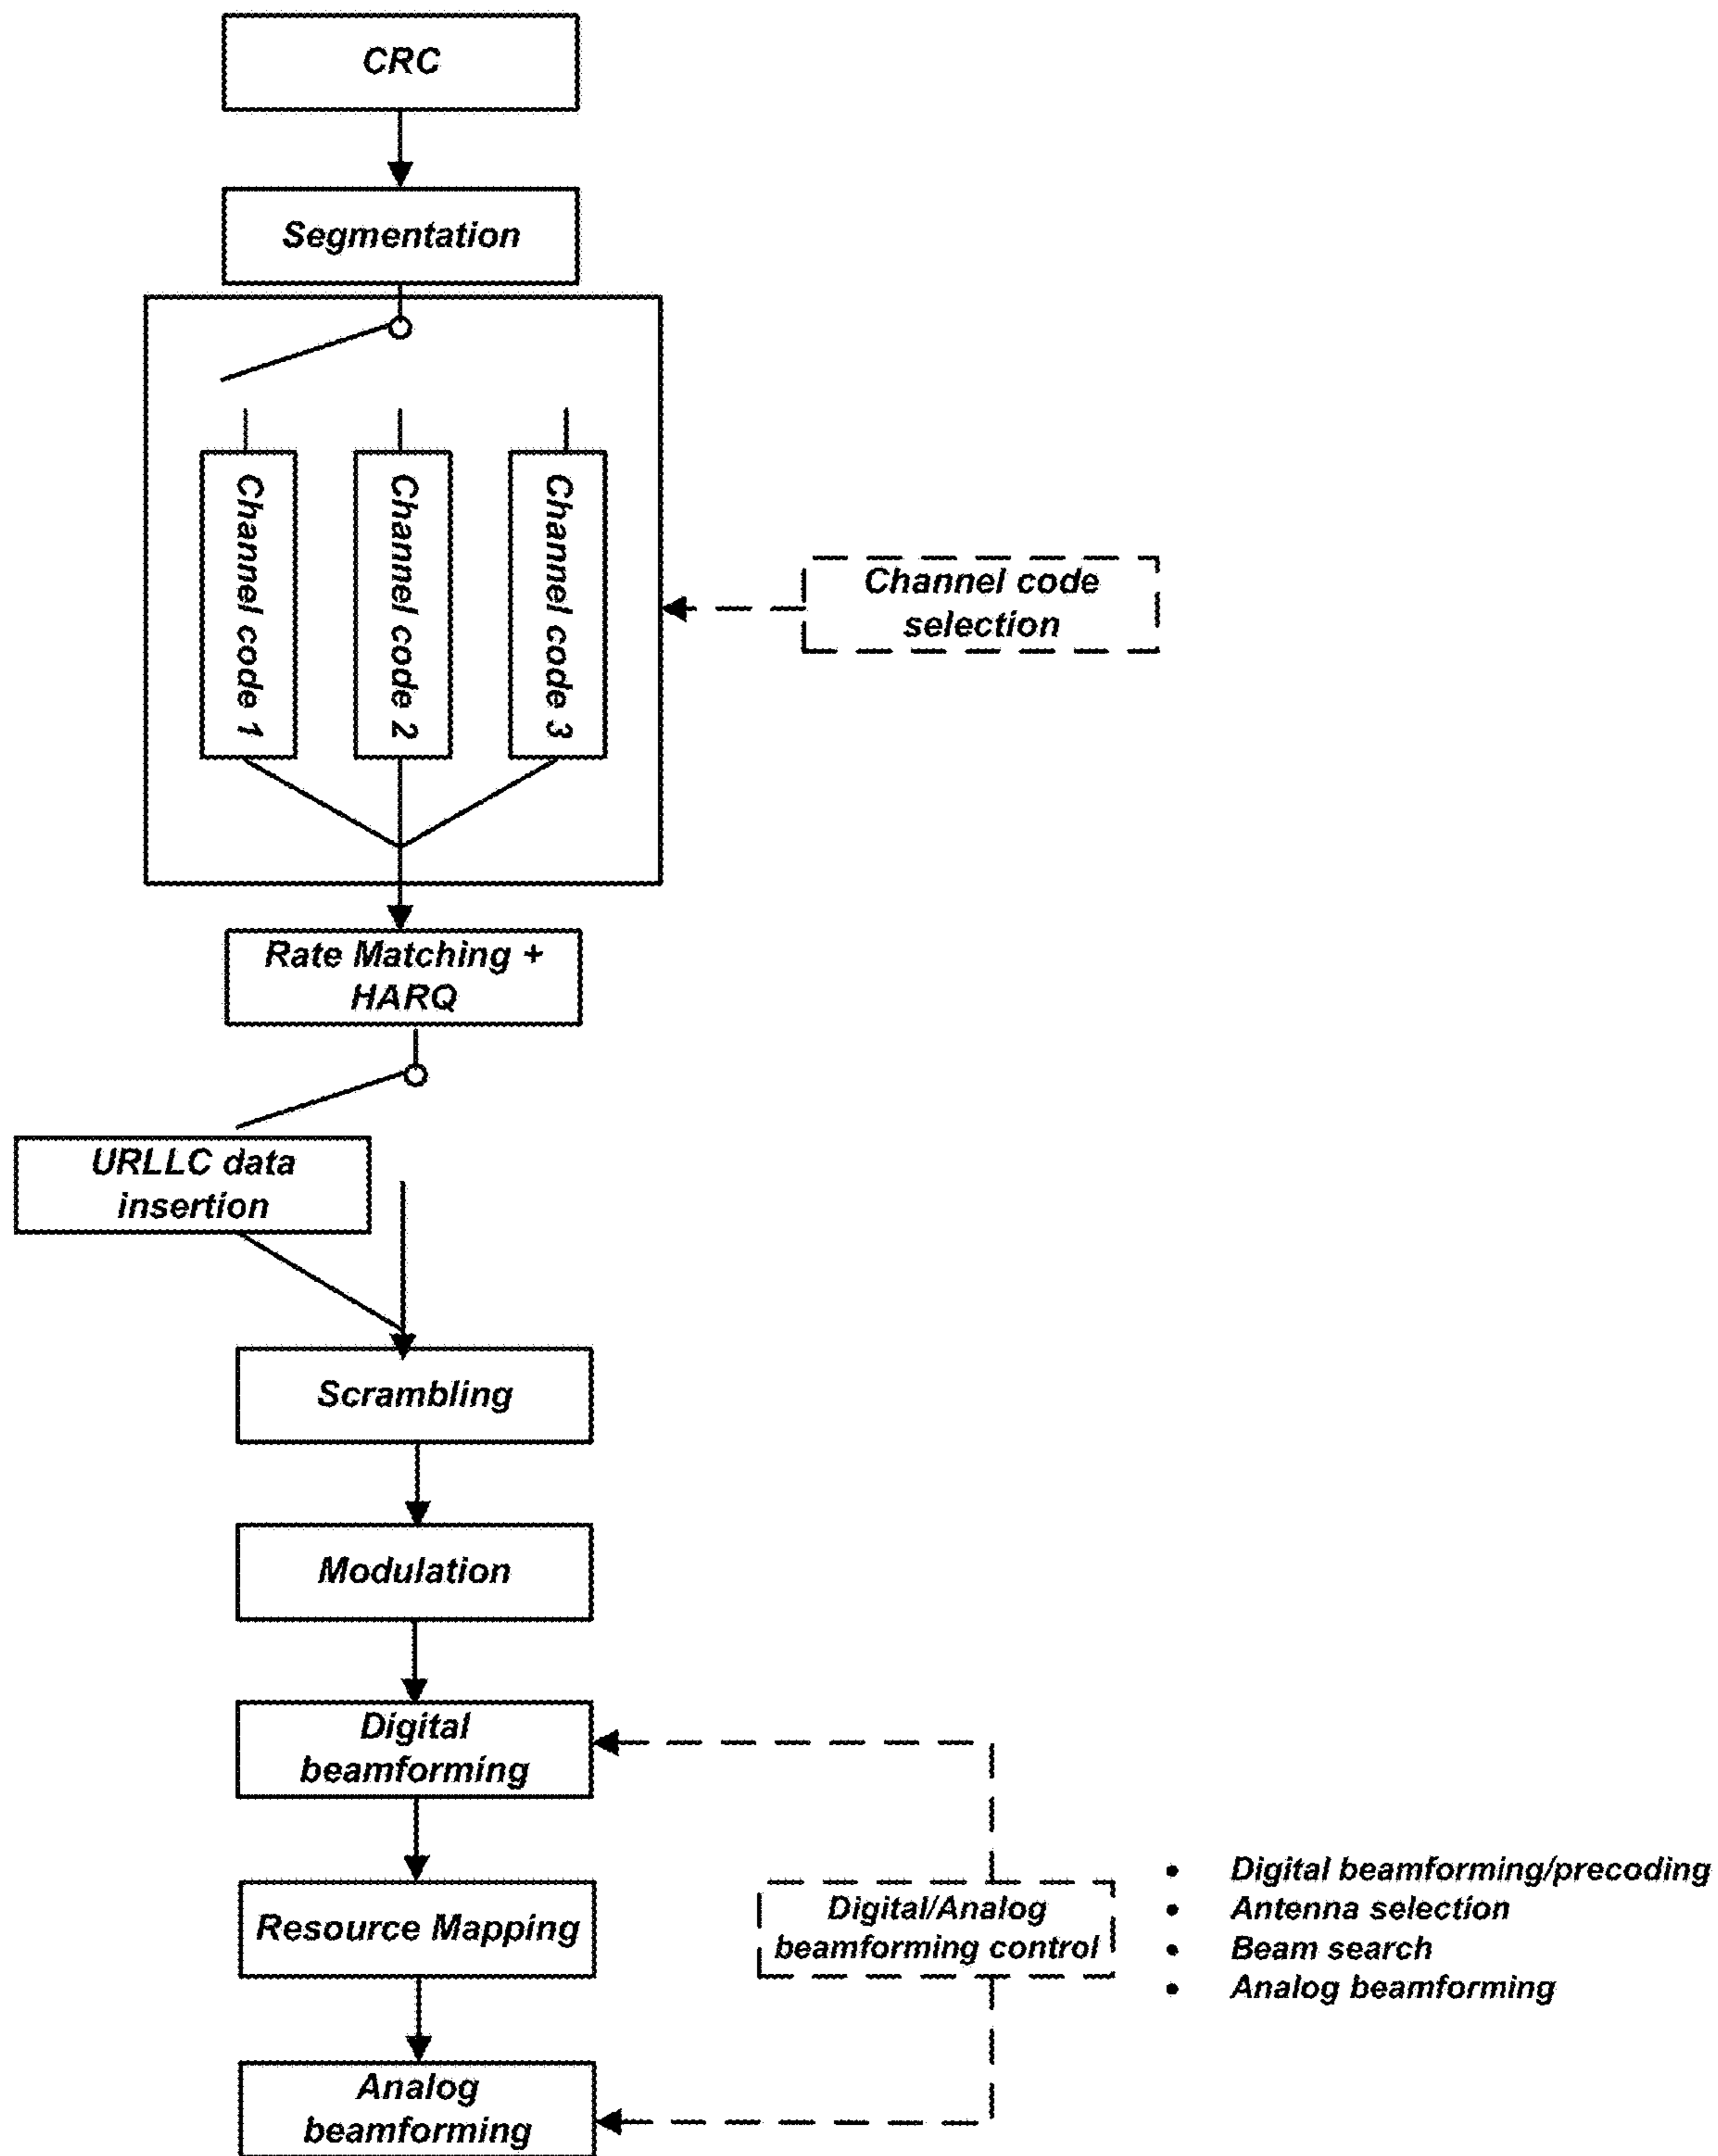 CRC
Segmentation
Channel code 1
Channel code 2
Channel code 3
Channel code
selection
Rate Matching +
HARQ
URLLC data
insertion
Scrambling
Modulation
Digital
beamforming
Resource Mapping
Digital/Analog
beamforming control
• Digital beamforming/precoding
• Antenna selection
• Beam search
• Analog beamforming
Analog
beamforming